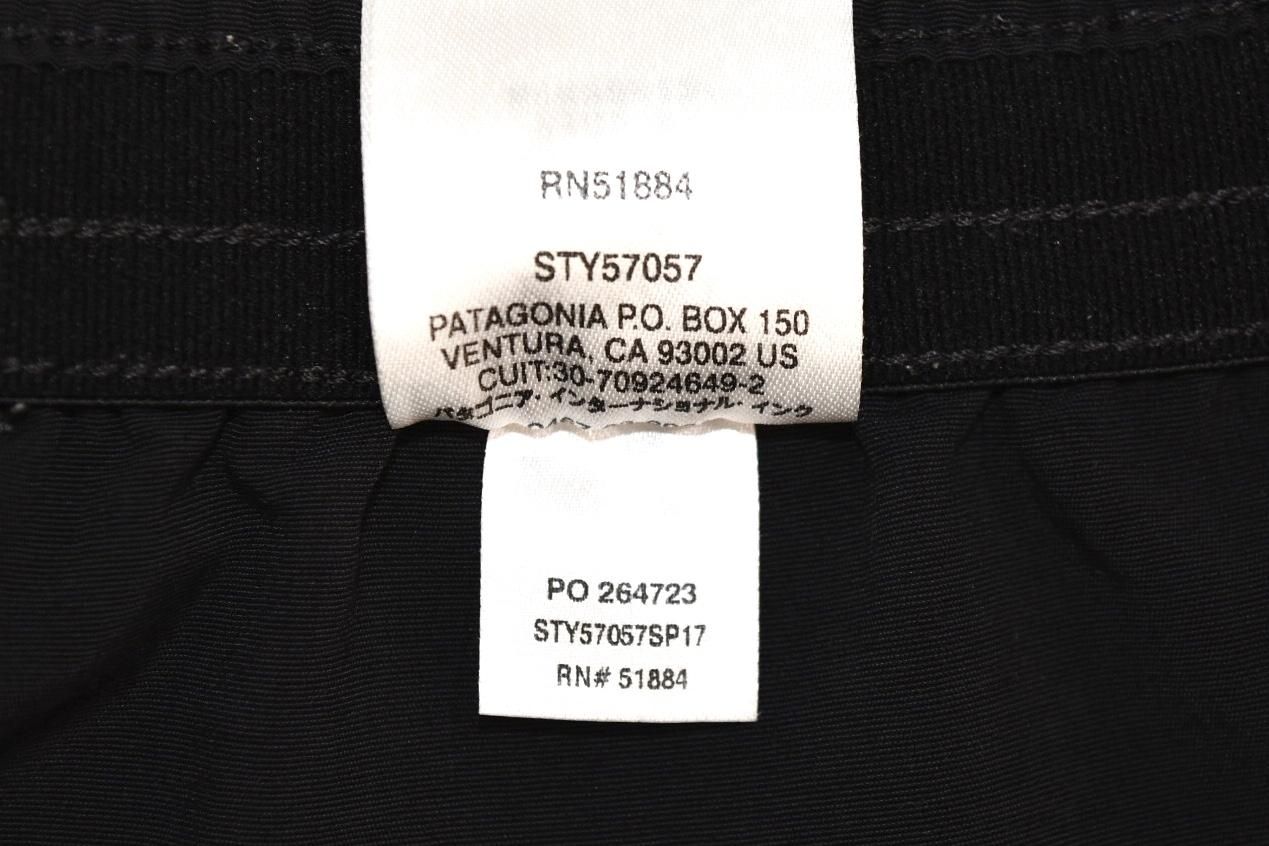 RN51884
STY57057
PATAGONIA P.O. BOX 150
VENTURA, CA 93002 US
CUIT:30-70924649-2
パタゴニア・インターナショナル・インク
PO 264723
STY57057SP17
RN# 51884